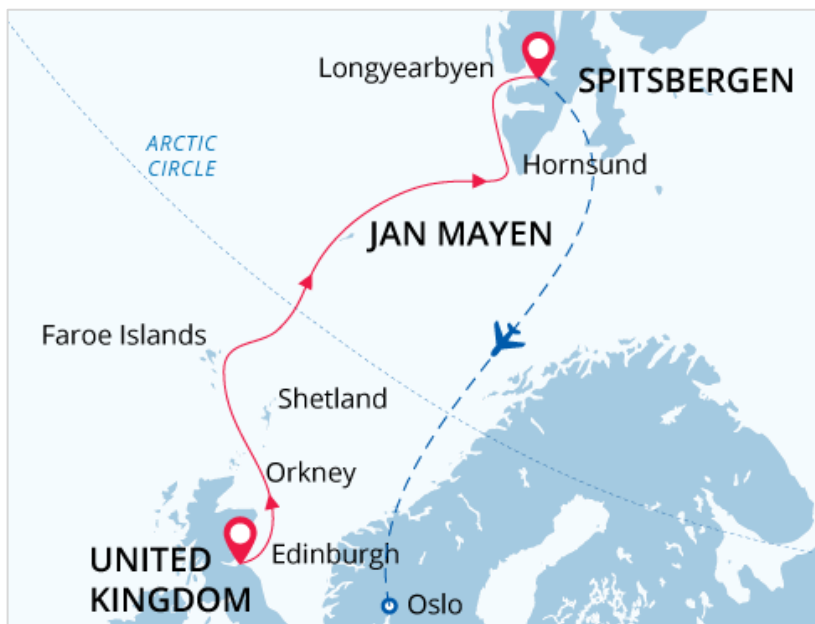 Longyearbyen
SPITSBERGEN
ARCTIC
CIRCLE
Hornsund
JAN MAYEN
Faroe Islands
Shetland
Orkney
Edinburgh
UNITED
KINGDOM
Oslo